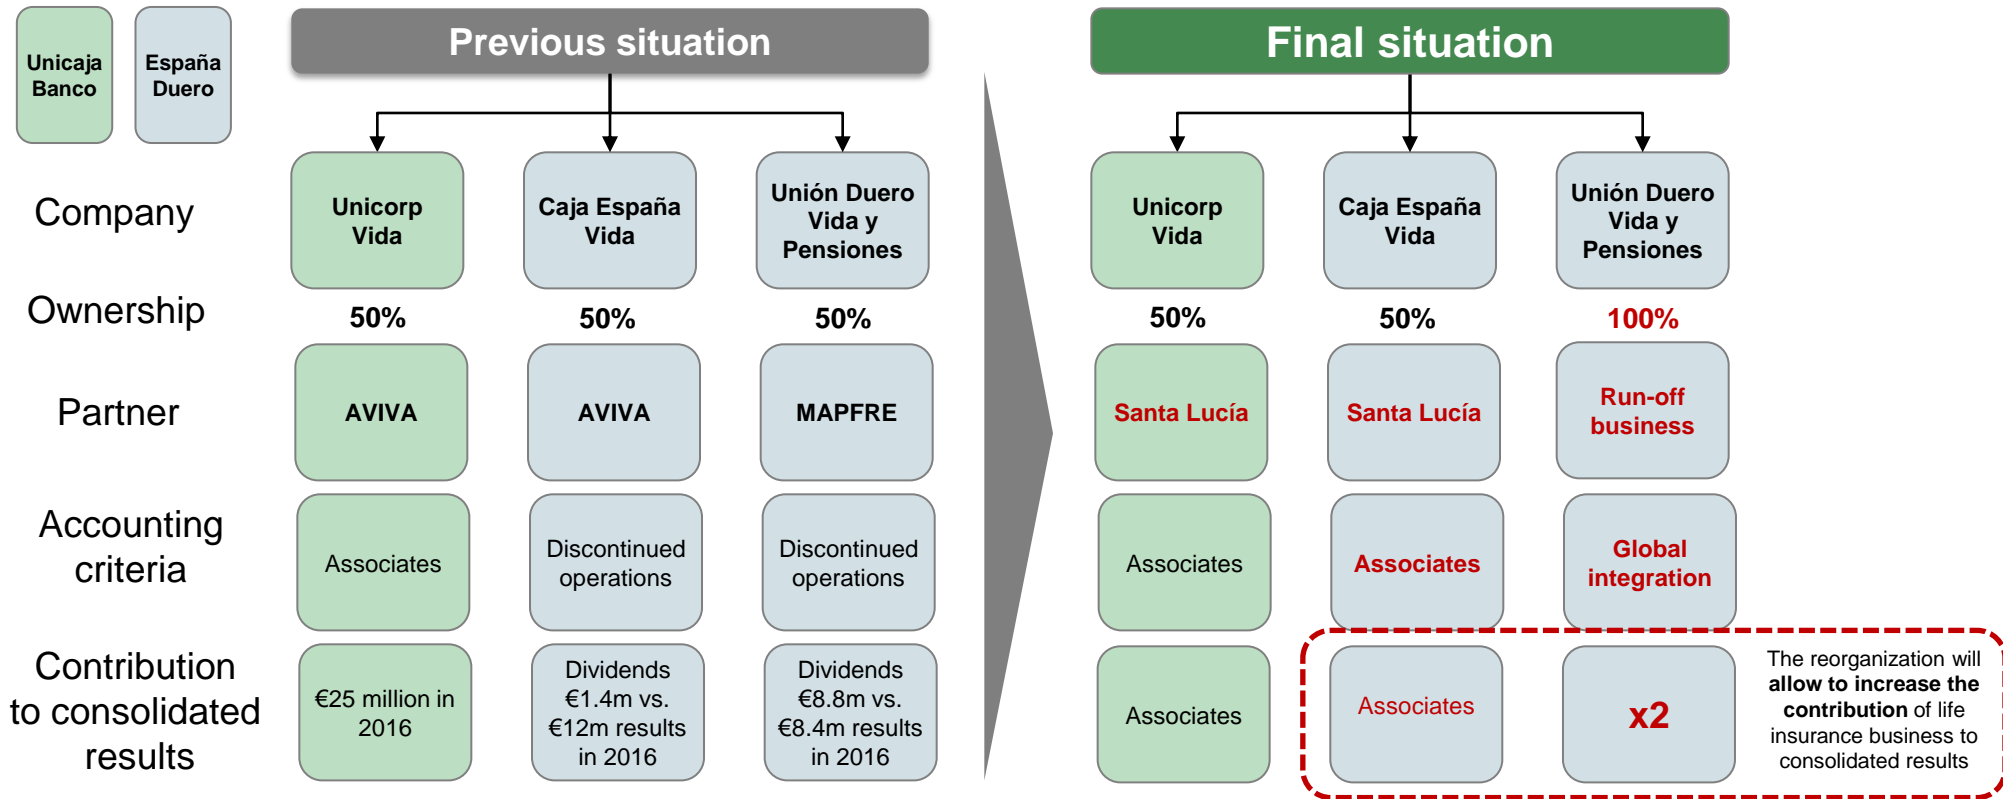 Unicaja
Banco
España
Duero
Previous situation
Final situation
Company
Unicorp
Vida
Caja España
Vida
Unión Duero
Vida y
Pensiones
Unicorp
Vida
Caja España
Vida
Unión Duero
Vida y
Pensiones
Ownership
50%
50%
50%
50%
50%
100%
Partner
AVIVA
AVIVA
MAPFRE
Santa Lucía
Santa Lucía
Run-off
business
Accounting
criteria
Associates
Discontinued
operations
Discontinued
operations
Associates
Associates
Global
integration
Contribution
to consolidated
results
€25 million in
2016
Dividends
€1.4m vs.
€12m results
in 2016
Dividends
€8.8m vs.
€8.4m results
in 2016
Associates
Associates
x2
The reorganization will
allow to increase the
contribution of life
insurance business to
consolidated results